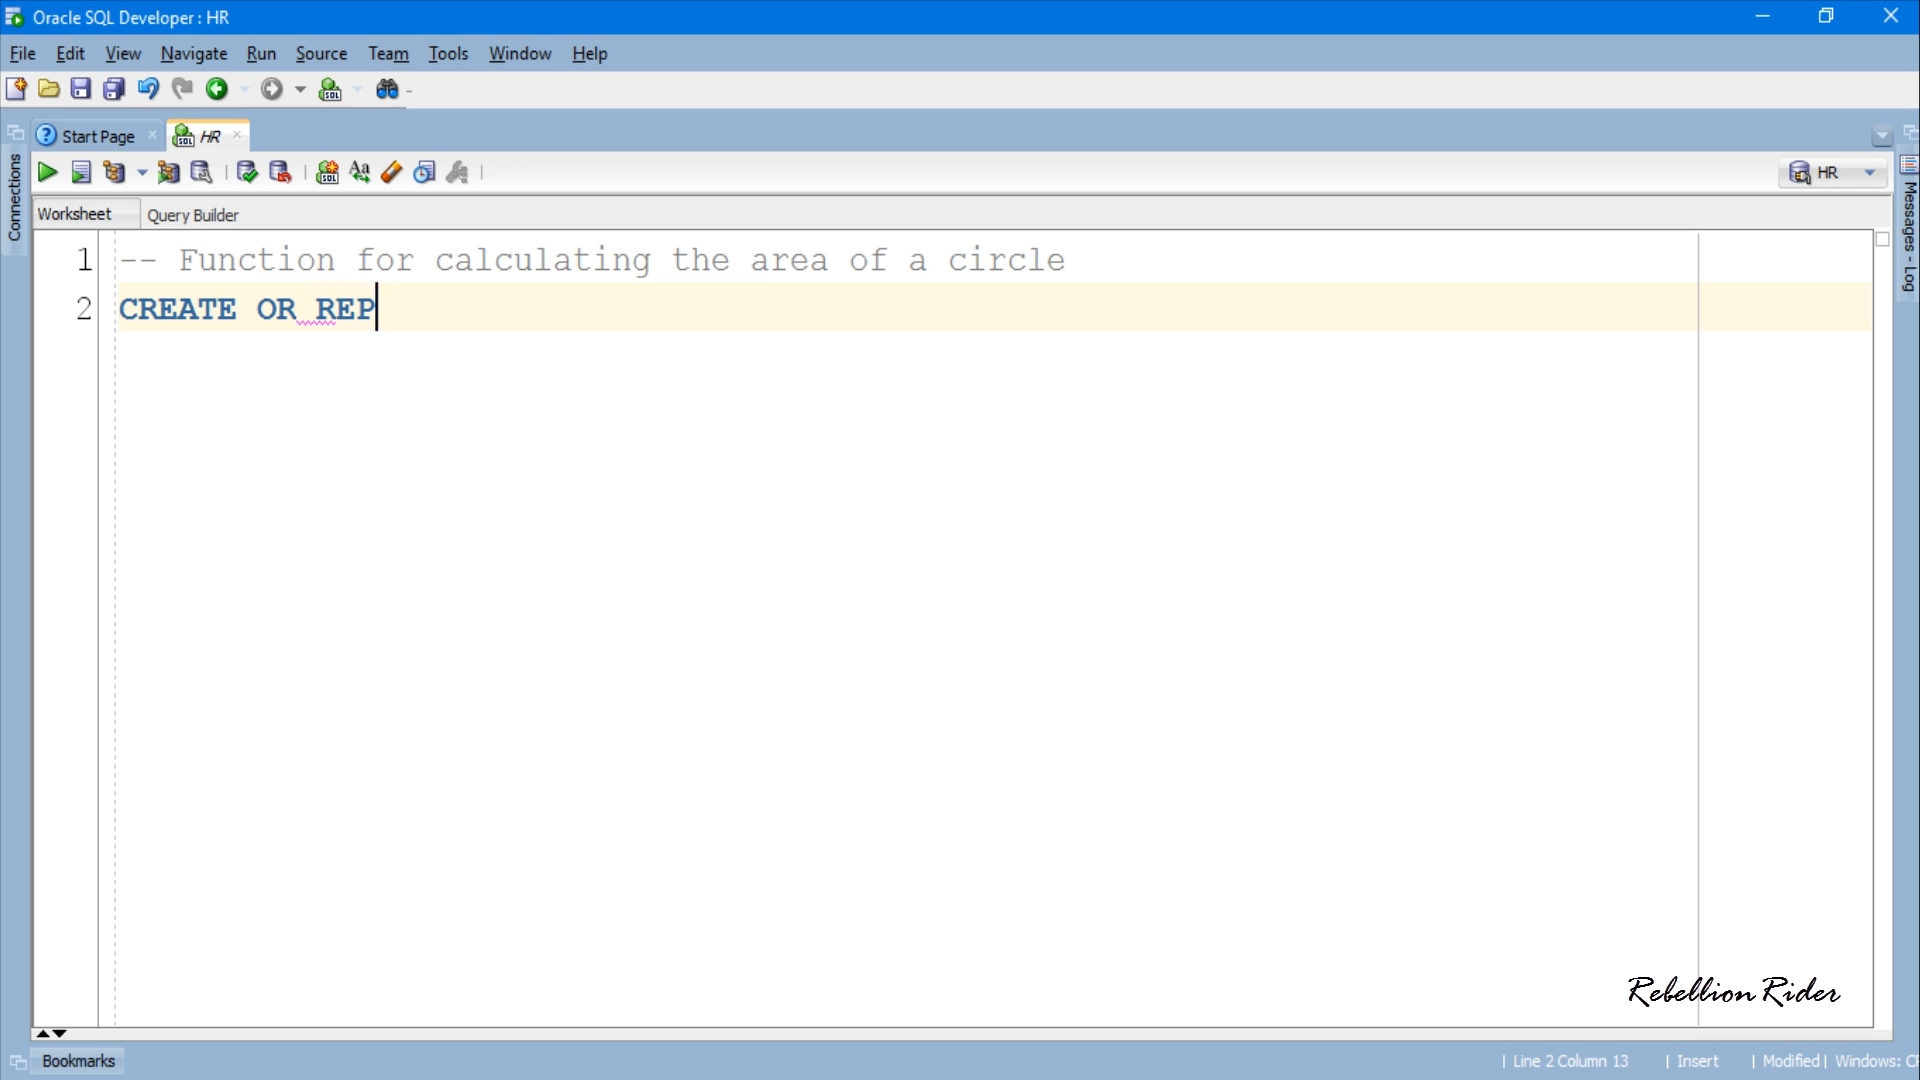 Oracle SQL Developer : HR
File Edit View Navigate Run Source Team Tools Window Help
Start Page HR
HR
Connections
Messages - Log
Worksheet Query Builder
1 -- Function for calculating the area of a circle
2 CREATE OR REP
Rebellion Rider
Bookmarks
| Line 2 Column 13 | Insert | Modified | Windows: C